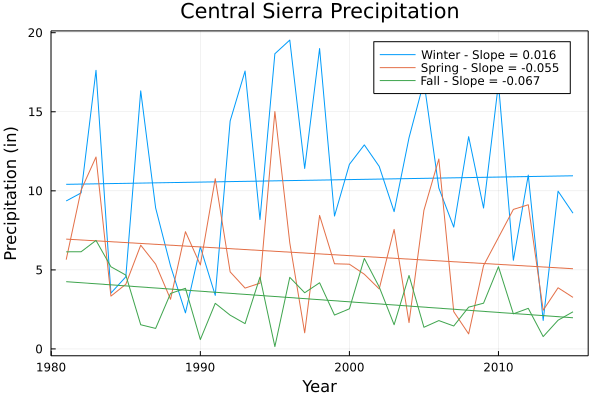 Central Sierra Precipitation
Winter - Slope = 0.016
Spring - Slope = -0.055
Fall - Slope = -0.067
Precipitation (in)
20
15
10
5
0
1980 1990 2000 2010
Year